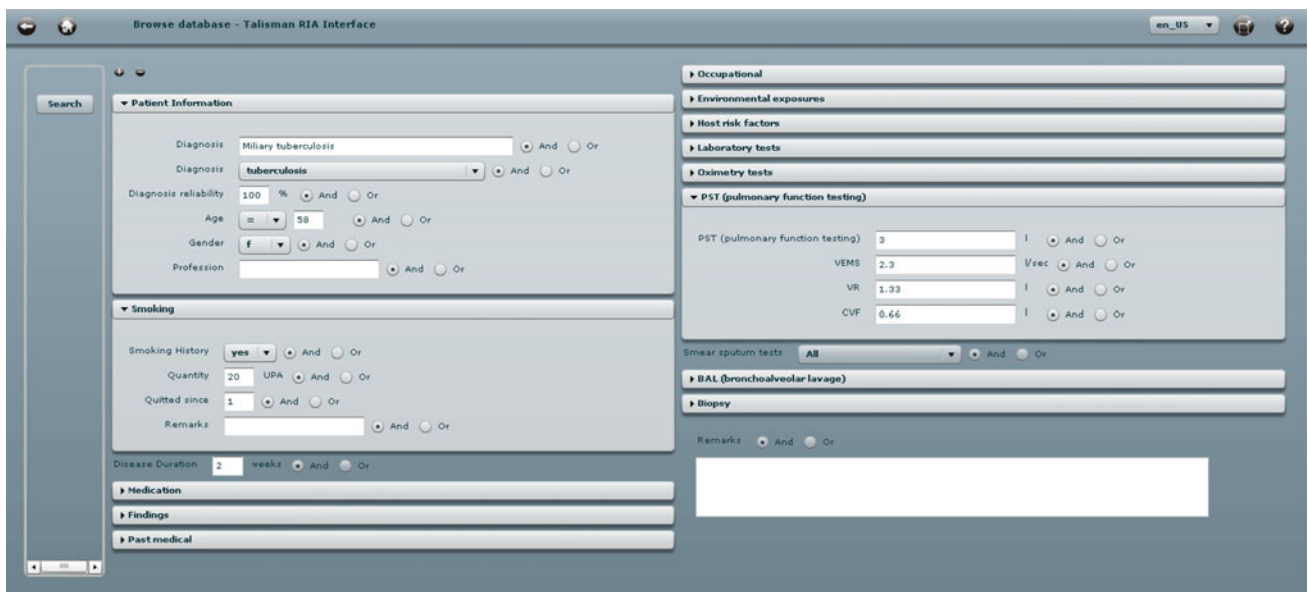 Browse database - Talisman RIA Interface
en_US
Search
Patient Information
Diagnosis Miliary tuberculosis And Or
Diagnosis tuberculosis And Or
Diagnosis reliability 100 % And Or
Age = 58 And Or
Gender f And Or
Profession And Or
Smoking
Smoking History yes And Or
Quantity 20 UPA And Or
Quitted since 1 And Or
Remarks And Or
Disease Duration 2 weeks And Or
Medication
Findings
Past medical
Occupational
Environmental exposures
Host risk factors
Laboratory tests
Oximetry tests
PST (pulmonary function testing)
PST (pulmonary function testing) 3 l And Or
VEMS 2.3 l/sec And Or
VR 1.33 l And Or
CVF 0.66 l And Or
Smear sputum tests All And Or
BAL (bronchoalveolar lavage)
Biopsy
Remarks And Or